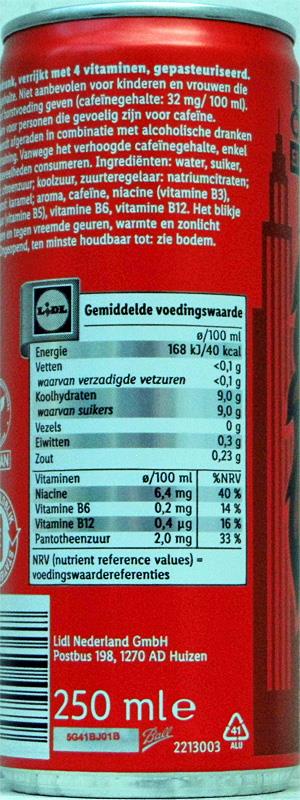 drank, verrijkt met 4 vitaminen, gepasteuriseerd.
Niet aanbevolen voor kinderen en vrouwen die
borstvoeding geven (cafeïnegehalte: 32 mg/ 100 ml).
voor personen die gevoelig zijn voor cafeïne.
afgeraden in combinatie met alcoholische dranken
Vanwege het verhoogde cafeïnegehalte, enkel
consumeren. Ingrediënten: water, suiker,
koolzuur, zuurteregelaar: natriumcitraten;
karamel; aroma, cafeïne, niacine (vitamine B3),
(vitamine B5), vitamine B6, vitamine B12. Het blikje
en tegen vreemde geuren, warmte en zonlicht
ten minste houdbaar tot: zie bodem.
LIDL
Gemiddelde voedingswaarde
ø/100 ml
Energie 168 kJ/40 kcal
Vetten <0,1 g
waarvan verzadigde vetzuren <0,1 g
Koolhydraten 9,0 g
waarvan suikers 9,0 g
Vezels 0 g
Eiwitten 0,3 g
Zout 0,23 g
Vitaminen ø/100 ml %NRV
Niacine 6,4 mg 40 %
Vitamine B6 0,2 mg 14 %
Vitamine B12 0,4 µg 16 %
Pantotheenzuur 2,0 mg 33 %
NRV (nutrient reference values) =
voedingswaardereferenties
Lidl Nederland GmbH
Postbus 198, 1270 AD Huizen
250 ml e
5G41BJ01B Ball 2213003
41
ALU